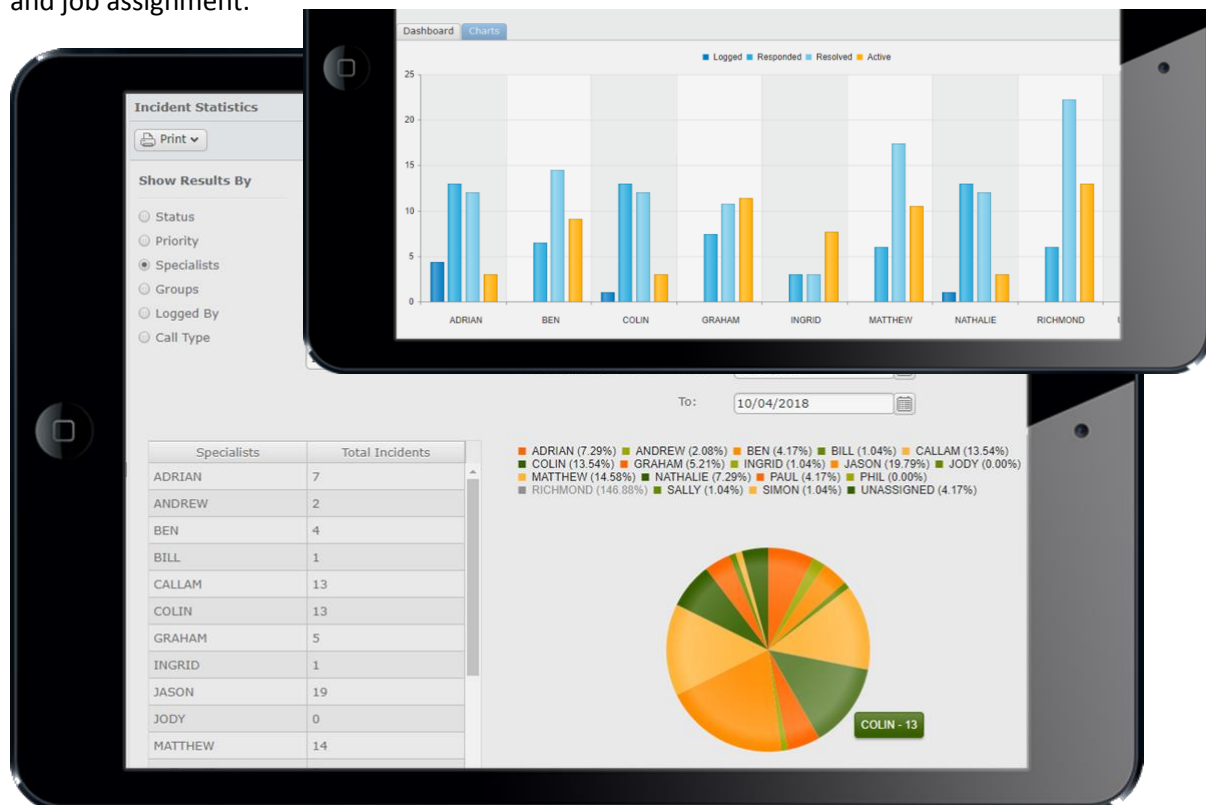 and job assignment.
Dashboard Charts
Logged Responded Resolved Active
25
20
15
10
5
0
ADRIAN BEN COLIN GRAHAM INGRID MATTHEW NATHALIE RICHMOND
Incident Statistics
Print
Show Results By
Status
Priority
Specialists
Groups
Logged By
Call Type
To: 10/04/2018
Specialists Total Incidents
ADRIAN 7
ANDREW 2
BEN 4
BILL 1
CALLAM 13
COLIN 13
GRAHAM 5
INGRID 1
JASON 19
JODY 0
MATTHEW 14
ADRIAN (7.29%) ANDREW (2.08%) BEN (4.17%) BILL (1.04%) CALLAM (13.54%)
COLIN (13.54%) GRAHAM (5.21%) INGRID (1.04%) JASON (19.79%) JODY (0.00%)
MATTHEW (14.58%) NATHALIE (7.29%) PAUL (4.17%) PHIL (0.00%)
RICHMOND (146.88%) SALLY (1.04%) SIMON (1.04%) UNASSIGNED (4.17%)
COLIN - 13